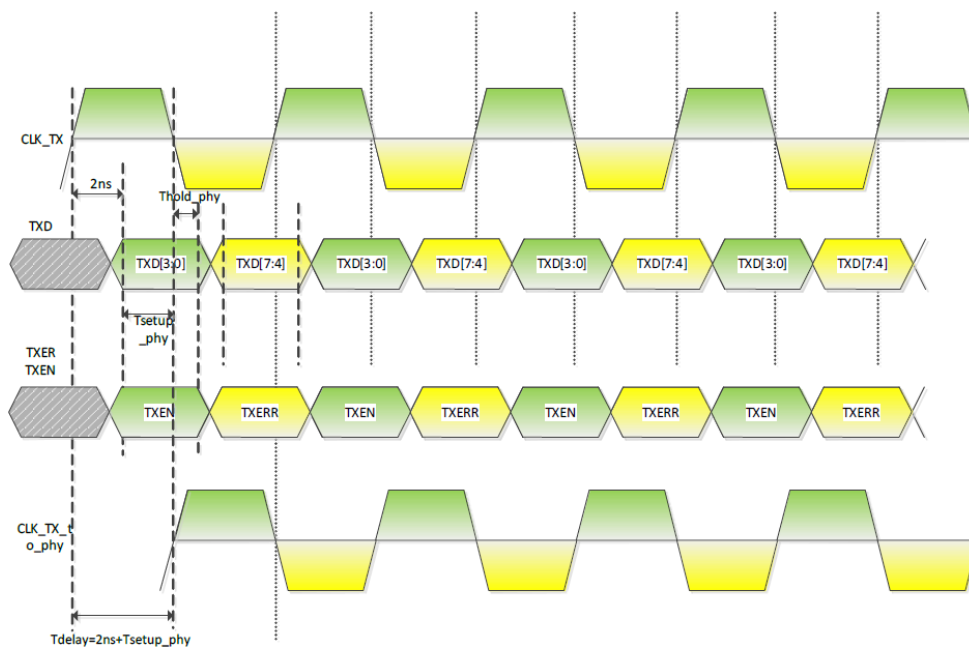 CLK_TX
2ns
Thold_phy
TXD
TXD[3:0] TXD[7:4] TXD[3:0] TXD[7:4] TXD[3:0] TXD[7:4] TXD[3:0] TXD[7:4]
Tsetup
_phy
TXER
TXEN
TXEN TXERR TXEN TXERR TXEN TXERR TXEN TXERR
CLK_TX_t
o_phy
Tdelay=2ns+Tsetup_phy